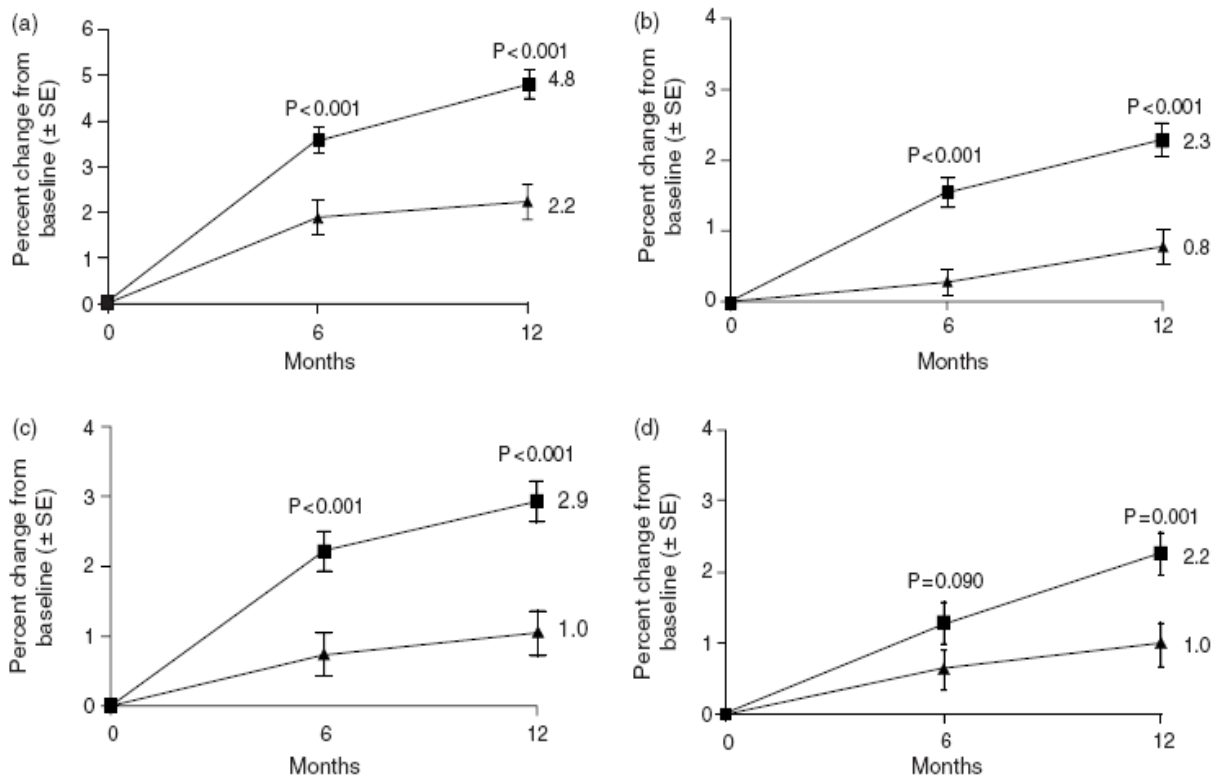 (a)
Percent change from
baseline (± SE)
6
5
4
3
2
1
0
P<0.001
P<0.001
4.8
2.2
0
6
12
Months
(b)
Percent change from
baseline (± SE)
4
3
2
1
0
P<0.001
P<0.001
2.3
0.8
0
6
12
Months
(c)
Percent change from
baseline (± SE)
4
3
2
1
0
P<0.001
P<0.001
2.9
1.0
0
6
12
Months
(d)
Percent change from
baseline (± SE)
4
3
2
1
0
P=0.090
P=0.001
2.2
1.0
0
6
12
Months